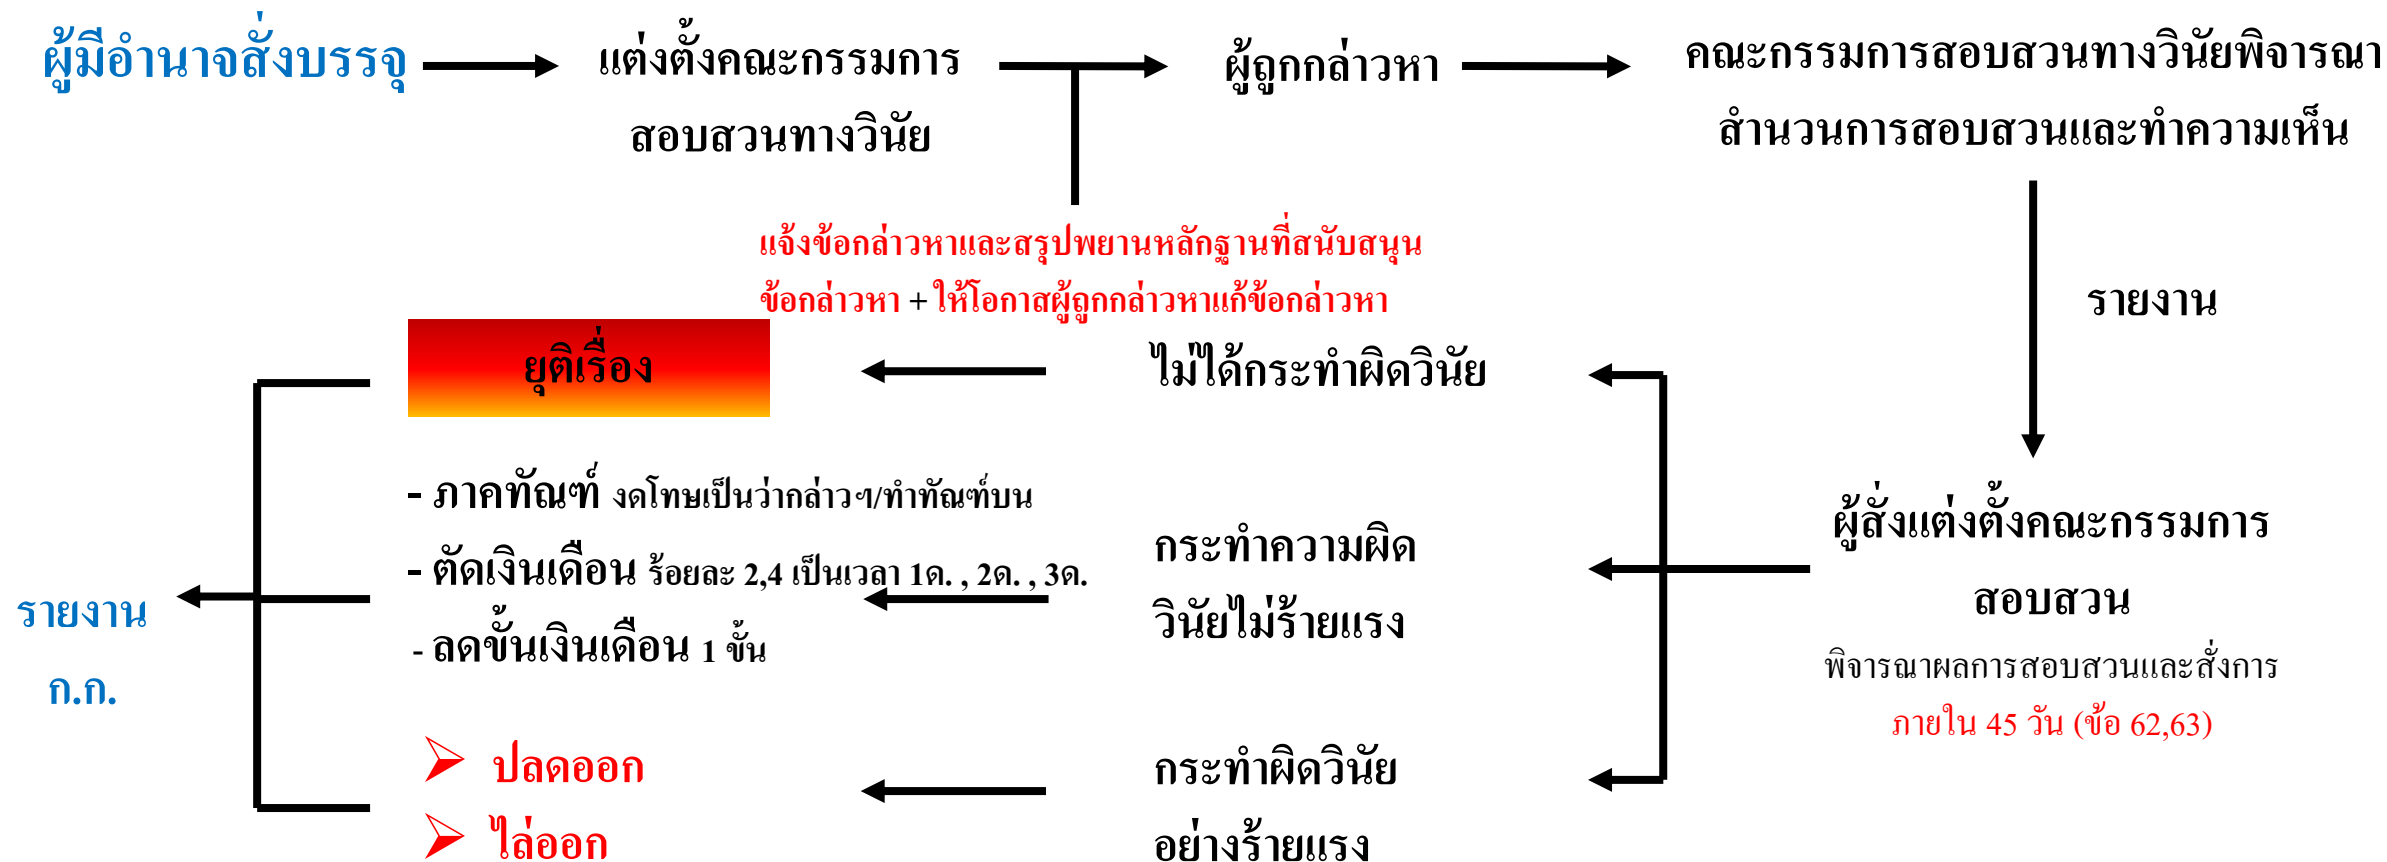 ผู้มีอำนาจสั่งบรรจุ
แต่งตั้งคณะกรรมการ
สอบสวนทางวินัย
ผู้ถูกกล่าวหา
คณะกรรมการสอบสวนทางวินัยพิจารณา
สำนวนการสอบสวนและทำความเห็น
แจ้งข้อกล่าวหาและสรุปพยานหลักฐานที่สนับสนุน
ข้อกล่าวหา + ให้โอกาสผู้ถูกกล่าวหาแก้ข้อกล่าวหา
รายงาน
ผู้สั่งแต่งตั้งคณะกรรมการ
สอบสวน
พิจารณาผลการสอบสวนและสั่งการ
ภายใน 45 วัน (ข้อ 62,63)
ไม่ได้กระทำผิดวินัย
ยุติเรื่อง
กระทำความผิด
วินัยไม่ร้ายแรง
- ภาคทัณฑ์ งดโทษเป็นว่ากล่าวฯ/ทำทัณฑ์บน
- ตัดเงินเดือน ร้อยละ 2,4 เป็นเวลา 1ด. , 2ด. , 3ด.
- ลดขั้นเงินเดือน 1 ขั้น
กระทำผิดวินัย
อย่างร้ายแรง
ปลดออก
ไล่ออก
รายงาน
ก.ก.